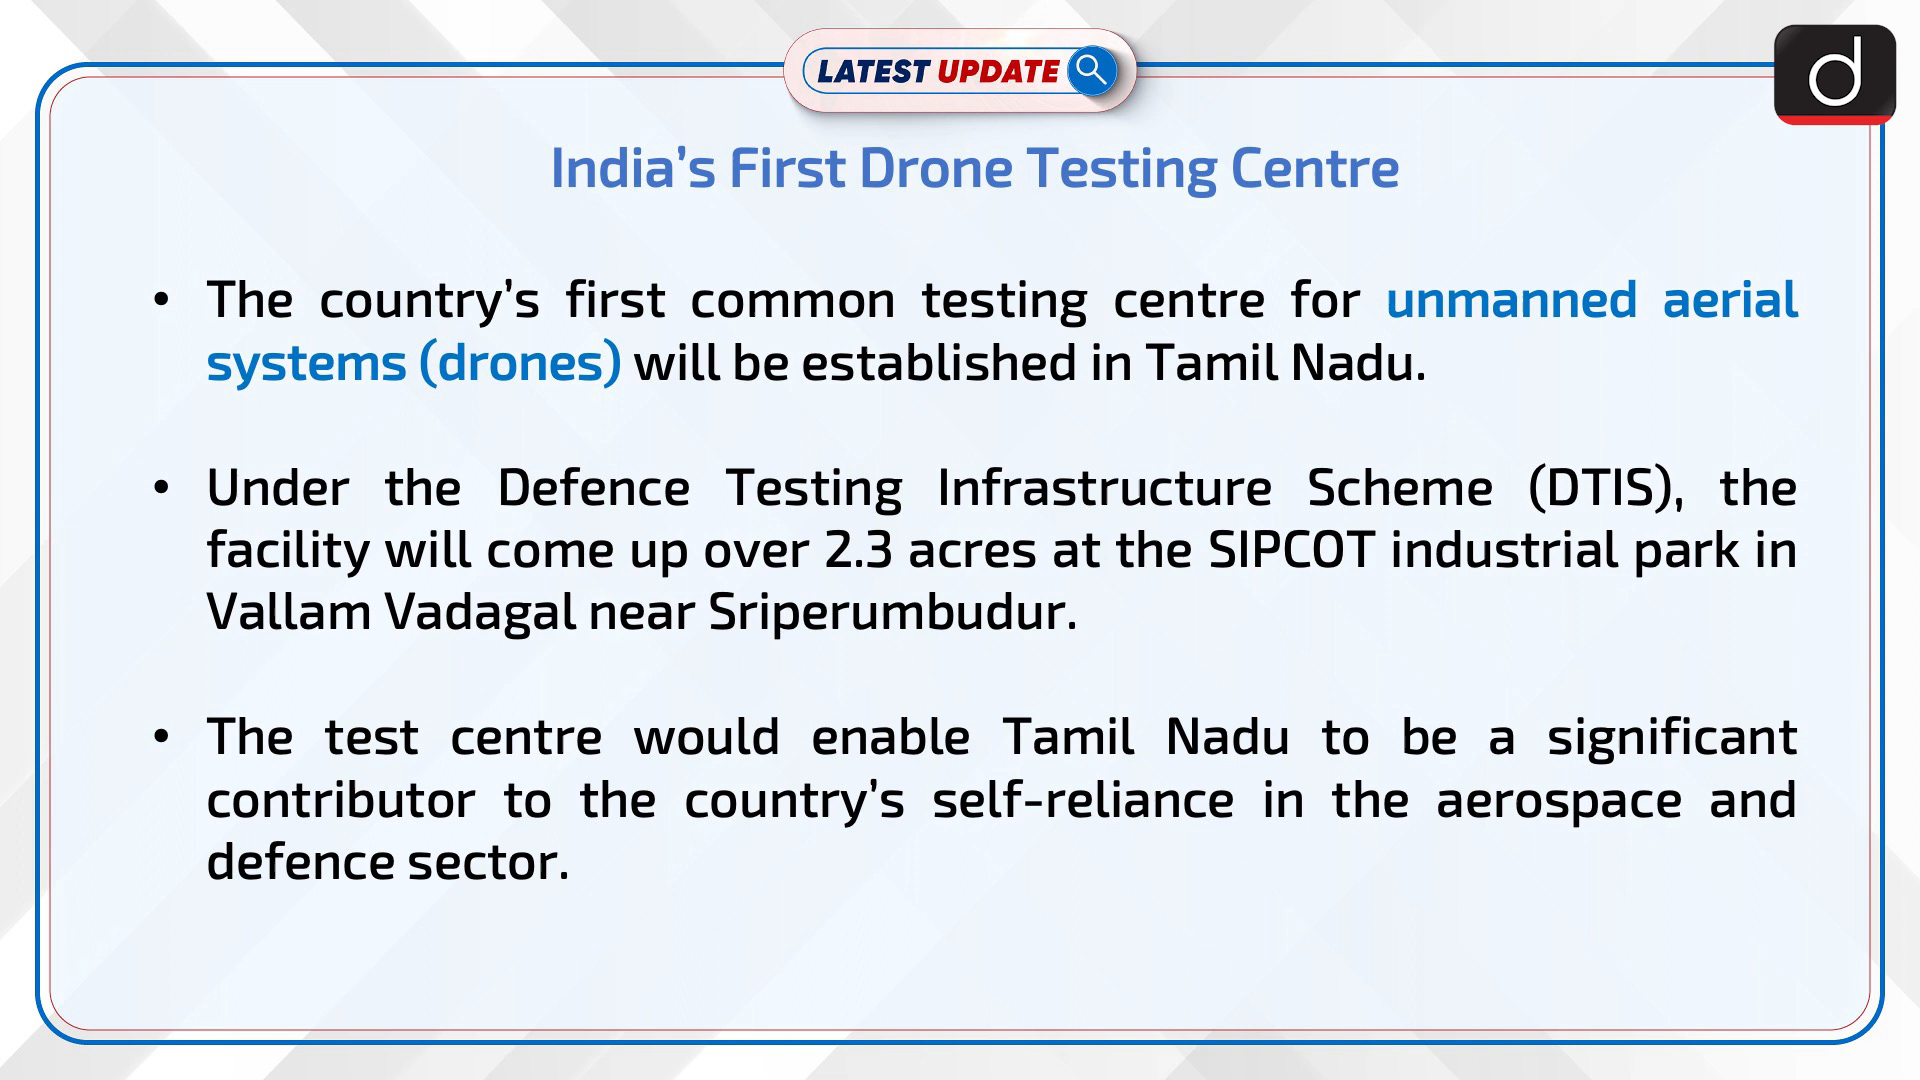 LATEST UPDATE
d
India’s First Drone Testing Centre
• The country’s first common testing centre for unmanned aerial
systems (drones) will be established in Tamil Nadu.
• Under the Defence Testing Infrastructure Scheme (DTIS), the
facility will come up over 2.3 acres at the SIPCOT industrial park in
Vallam Vadagal near Sriperumbudur.
• The test centre would enable Tamil Nadu to be a significant
contributor to the country’s self-reliance in the aerospace and
defence sector.